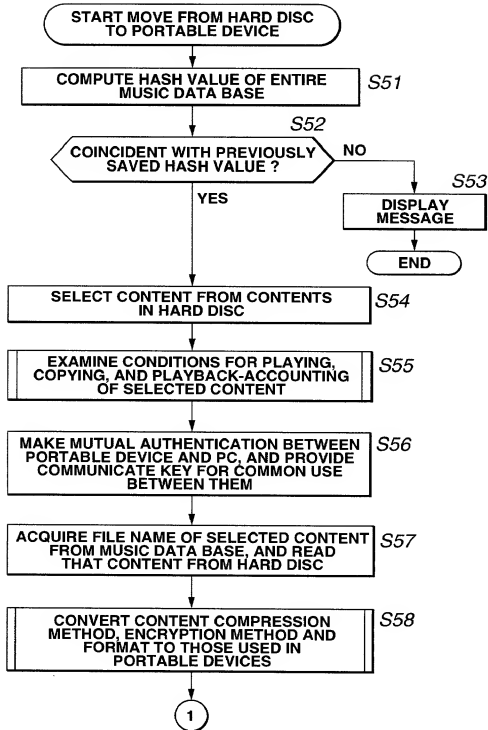 START MOVE FROM HARD DISC
TO PORTABLE DEVICE
COMPUTE HASH VALUE OF ENTIRE
MUSIC DATA BASE
S51
S52
COINCIDENT WITH PREVIOUSLY
SAVED HASH VALUE ?
NO
YES
S53
DISPLAY
MESSAGE
END
SELECT CONTENT FROM CONTENTS
IN HARD DISC
S54
EXAMINE CONDITIONS FOR PLAYING,
COPYING, AND PLAYBACK-ACCOUNTING
OF SELECTED CONTENT
S55
MAKE MUTUAL AUTHENTICATION BETWEEN
PORTABLE DEVICE AND PC, AND PROVIDE
COMMUNICATE KEY FOR COMMON USE
BETWEEN THEM
S56
ACQUIRE FILE NAME OF SELECTED CONTENT
FROM MUSIC DATA BASE, AND READ
THAT CONTENT FROM HARD DISC
S57
CONVERT CONTENT COMPRESSION
METHOD, ENCRYPTION METHOD AND
FORMAT TO THOSE USED IN
PORTABLE DEVICES
S58
1